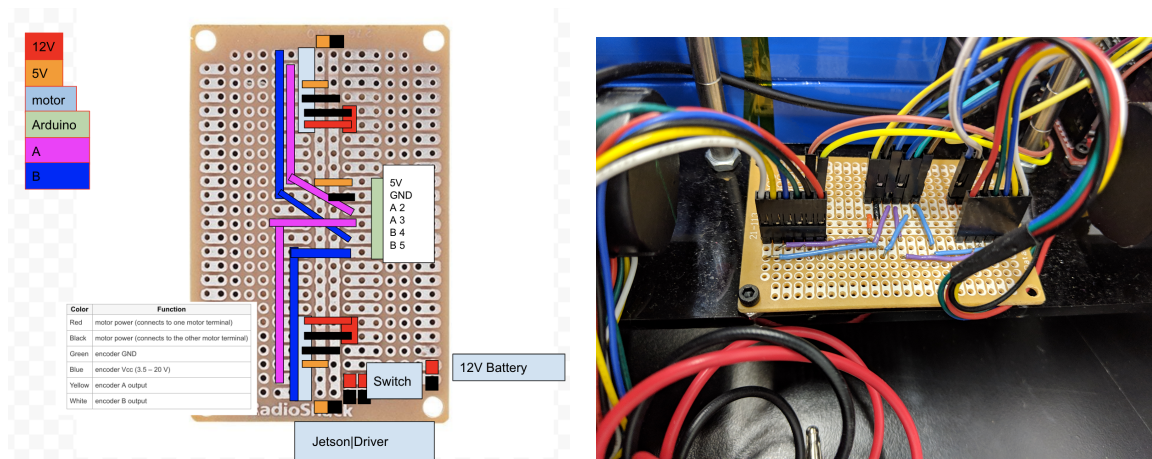 12V
5V
motor
Arduino
A
B
5V
GND
A 2
A 3
B 4
B 5
Color Function
Red motor power (connects to one motor terminal)
Black motor power (connects to the other motor terminal)
Green encoder GND
Blue encoder Vcc (3.5 – 20 V)
Yellow encoder A output
White encoder B output
12V Battery
Switch
Jetson|Driver